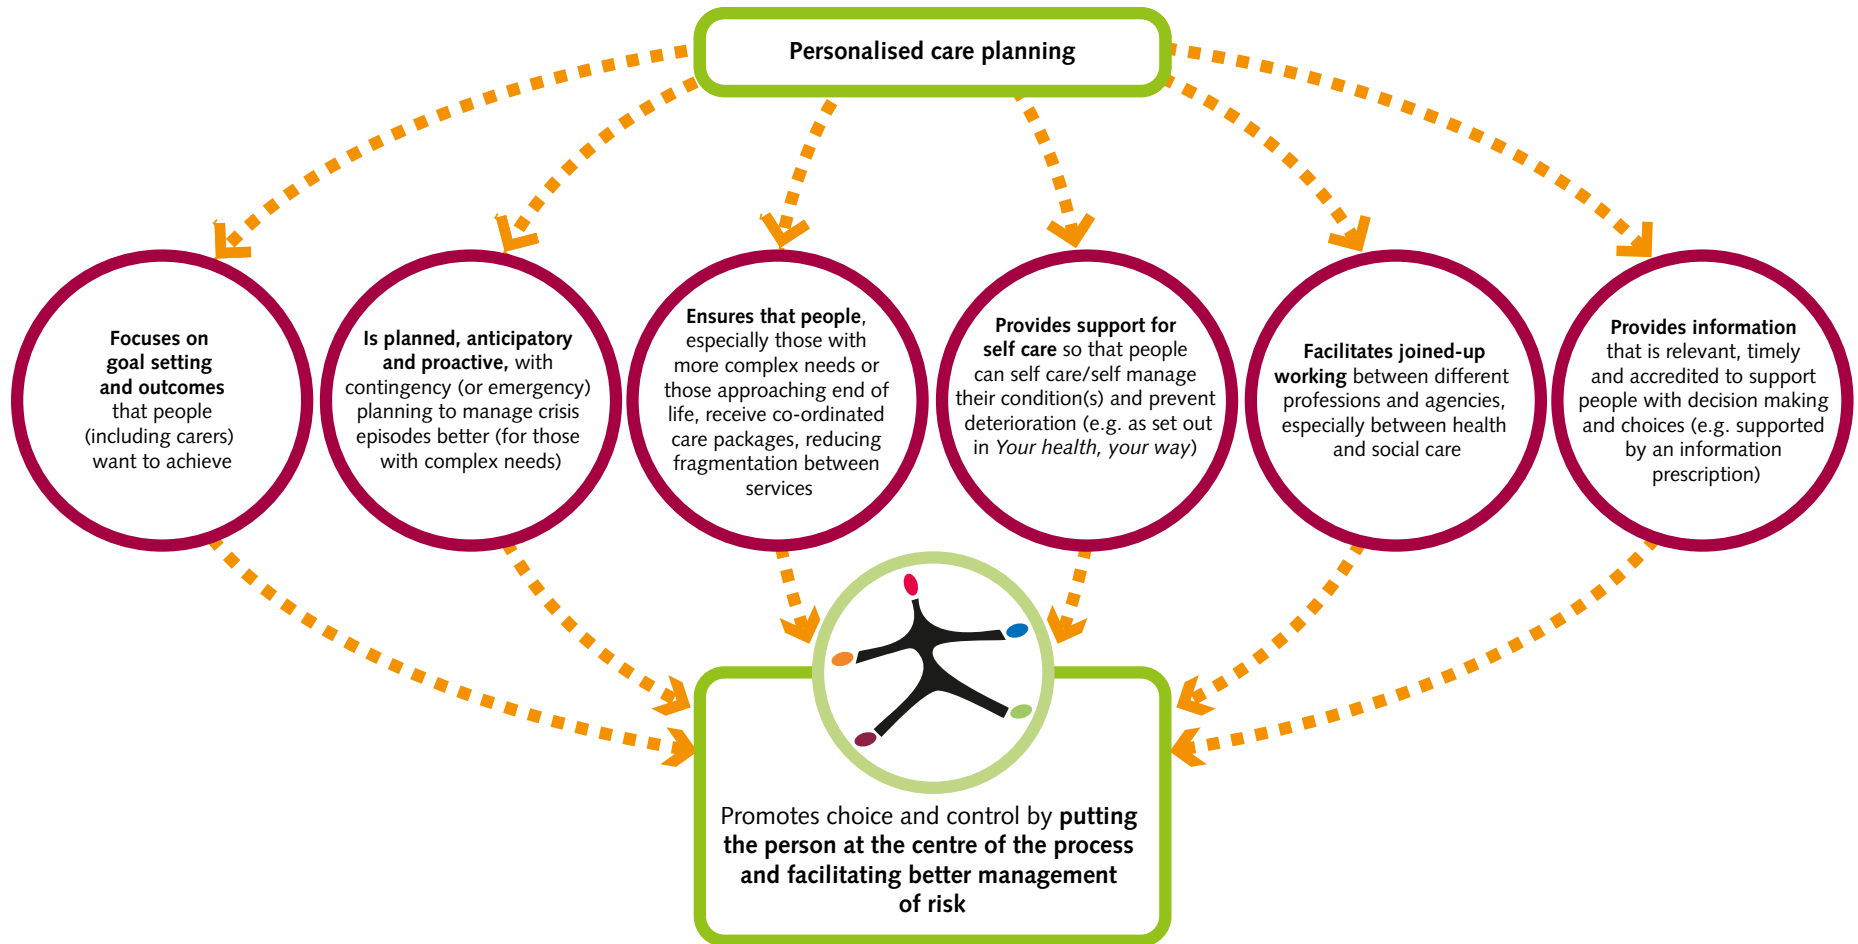 Personalised care planning
Focuses on
goal setting
and outcomes
that people
(including carers)
want to achieve
Is planned, anticipatory
and proactive, with
contingency (or emergency)
planning to manage crisis
episodes better (for those
with complex needs)
Ensures that people,
especially those with
more complex needs or
those approaching end of
life, receive co-ordinated
care packages, reducing
fragmentation between
services
Provides support for
self care so that people
can self care/self manage
their condition(s) and prevent
deterioration (e.g. as set out
in Your health, your way)
Facilitates joined-up
working between different
professions and agencies,
especially between health
and social care
Provides information
that is relevant, timely
and accredited to support
people with decision making
and choices (e.g. supported
by an information
prescription)
Promotes choice and control by putting
the person at the centre of the process
and facilitating better management
of risk